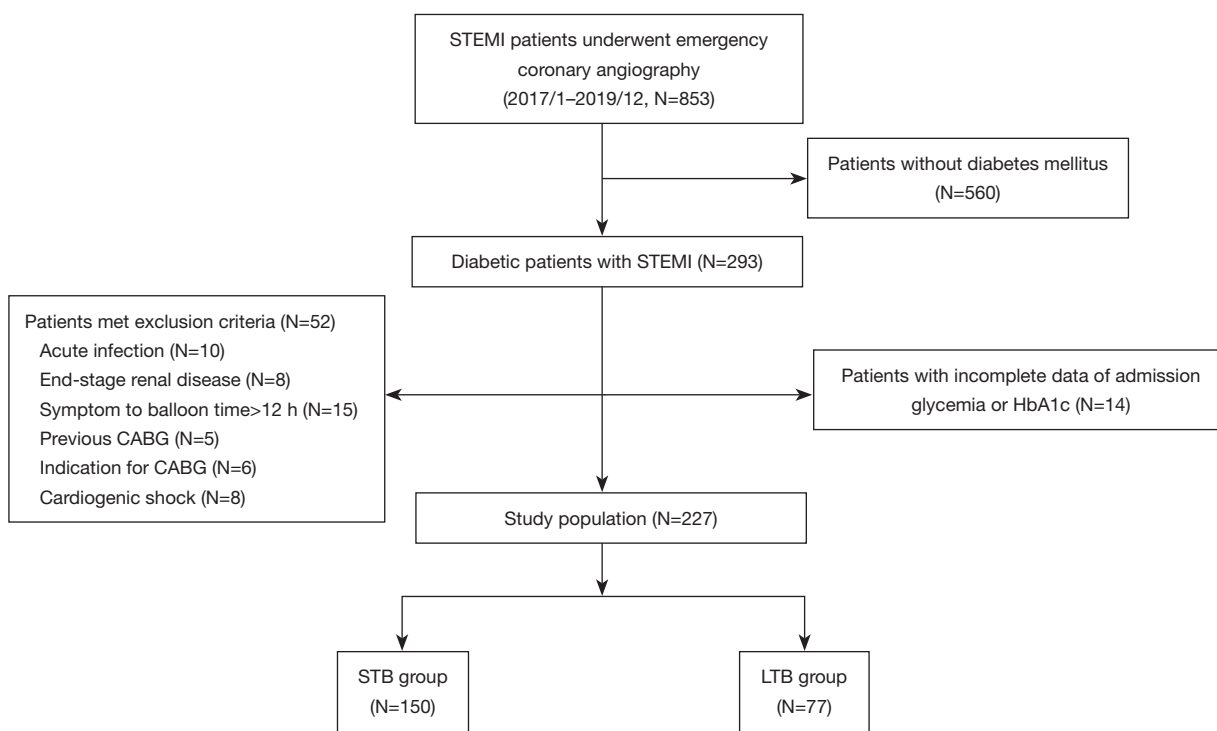 STEMI patients underwent emergency
coronary angiography
(2017/1–2019/12, N=853)
Patients without diabetes mellitus
(N=560)
Diabetic patients with STEMI (N=293)
Patients met exclusion criteria (N=52)
Acute infection (N=10)
End-stage renal disease (N=8)
Symptom to balloon time>12 h (N=15)
Previous CABG (N=5)
Indication for CABG (N=6)
Cardiogenic shock (N=8)
Patients with incomplete data of admission
glycemia or HbA1c (N=14)
Study population (N=227)
STB group
(N=150)
LTB group
(N=77)